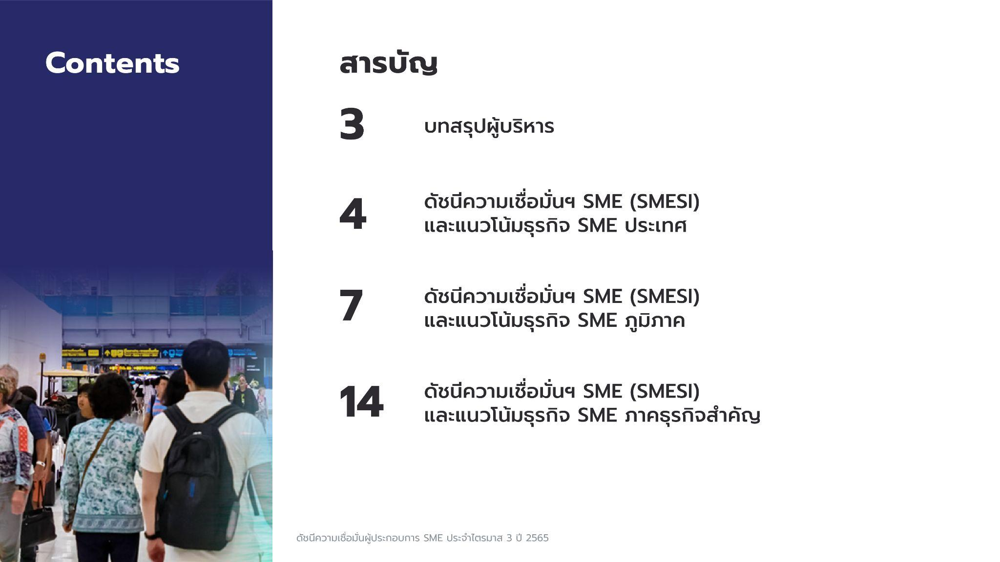 Contents
สารบัญ
3
บทสรุปผู้บริหาร
4
ดัชนีความเชื่อมั่นฯ SME (SMESI)
และแนวโน้มธุรกิจ SME ประเทศ
7
ดัชนีความเชื่อมั่นฯ SME (SMESI)
และแนวโน้มธุรกิจ SME ภูมิภาค
14
ดัชนีความเชื่อมั่นฯ SME (SMESI)
และแนวโน้มธุรกิจ SME ภาคธุรกิจสำคัญ
ดัชนีความเชื่อมั่นผู้ประกอบการ SME ประจำไตรมาส 3 ปี 2565